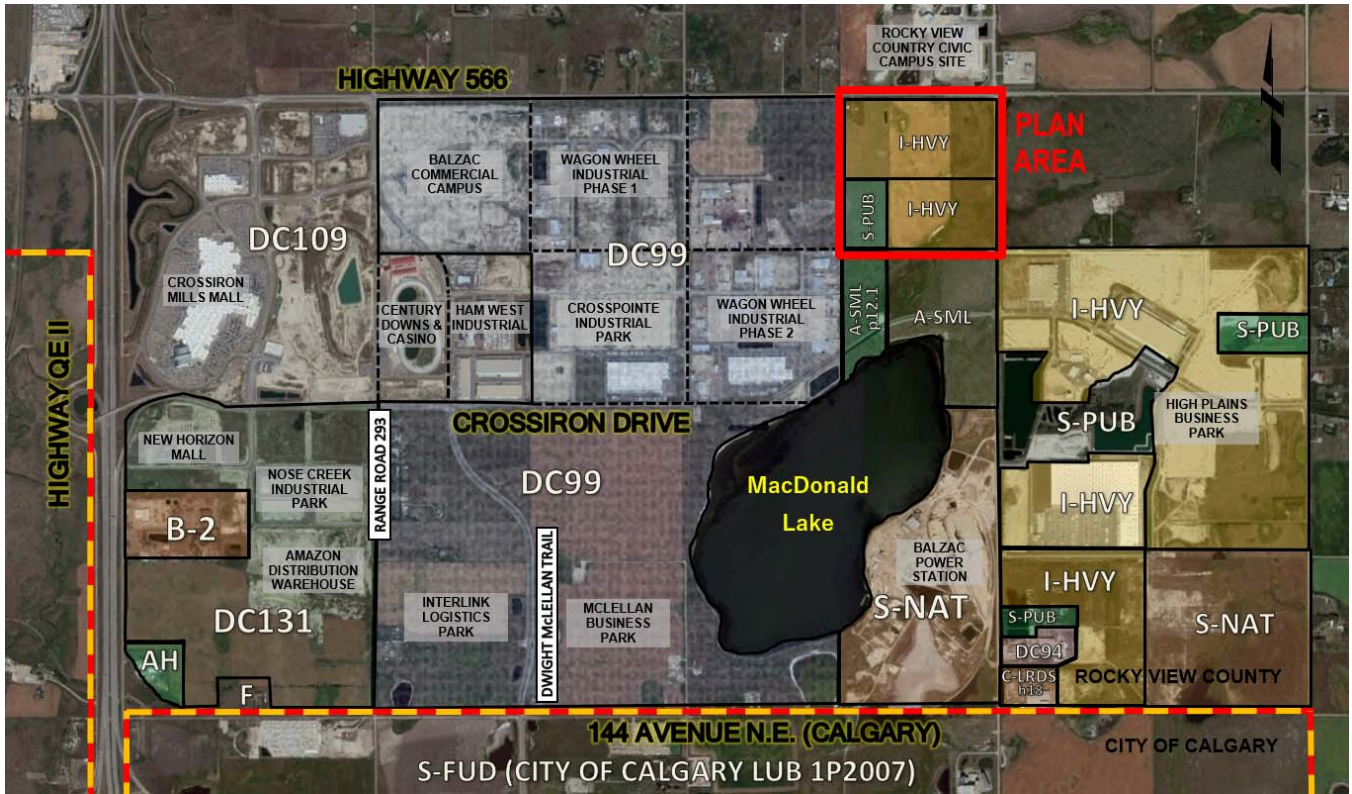 ROCKY VIEW
COUNTRY CIVIC
CAMPUS SITE
HIGHWAY 566
PLAN
AREA
I-HVY
S-PUB
I-HVY
BALZAC
COMMERCIAL
CAMPUS
WAGON WHEEL
INDUSTRIAL
PHASE 1
DC109
DC99
CROSSIRON
MILLS MALL
CENTURY
DOWNS &
CASINO
HAM WEST
INDUSTRIAL
CROSSPOINTE
INDUSTRIAL
PARK
WAGON WHEEL
INDUSTRIAL
PHASE 2
A-SML
p12.1
A-SML
I-HVY
S-PUB
S-PUB
HIGH PLAINS
BUSINESS
PARK
I-HVY
HIGHWAY QE II
CROSSIRON DRIVE
RANGE ROAD 293
NEW HORIZON
MALL
NOSE CREEK
INDUSTRIAL
PARK
B-2
AMAZON
DISTRIBUTION
WAREHOUSE
DC131
AH
F
DC99
DWIGHT McLELLAN TRAIL
INTERLINK
LOGISTICS
PARK
MCLELLAN
BUSINESS
PARK
MacDonald
Lake
BALZAC
POWER
STATION
S-NAT
I-HVY
S-PUB
DC94
C-LRDS
h18
S-NAT
ROCKY VIEW COUNTY
144 AVENUE N.E. (CALGARY)
CITY OF CALGARY
S-FUD (CITY OF CALGARY LUB 1P2007)